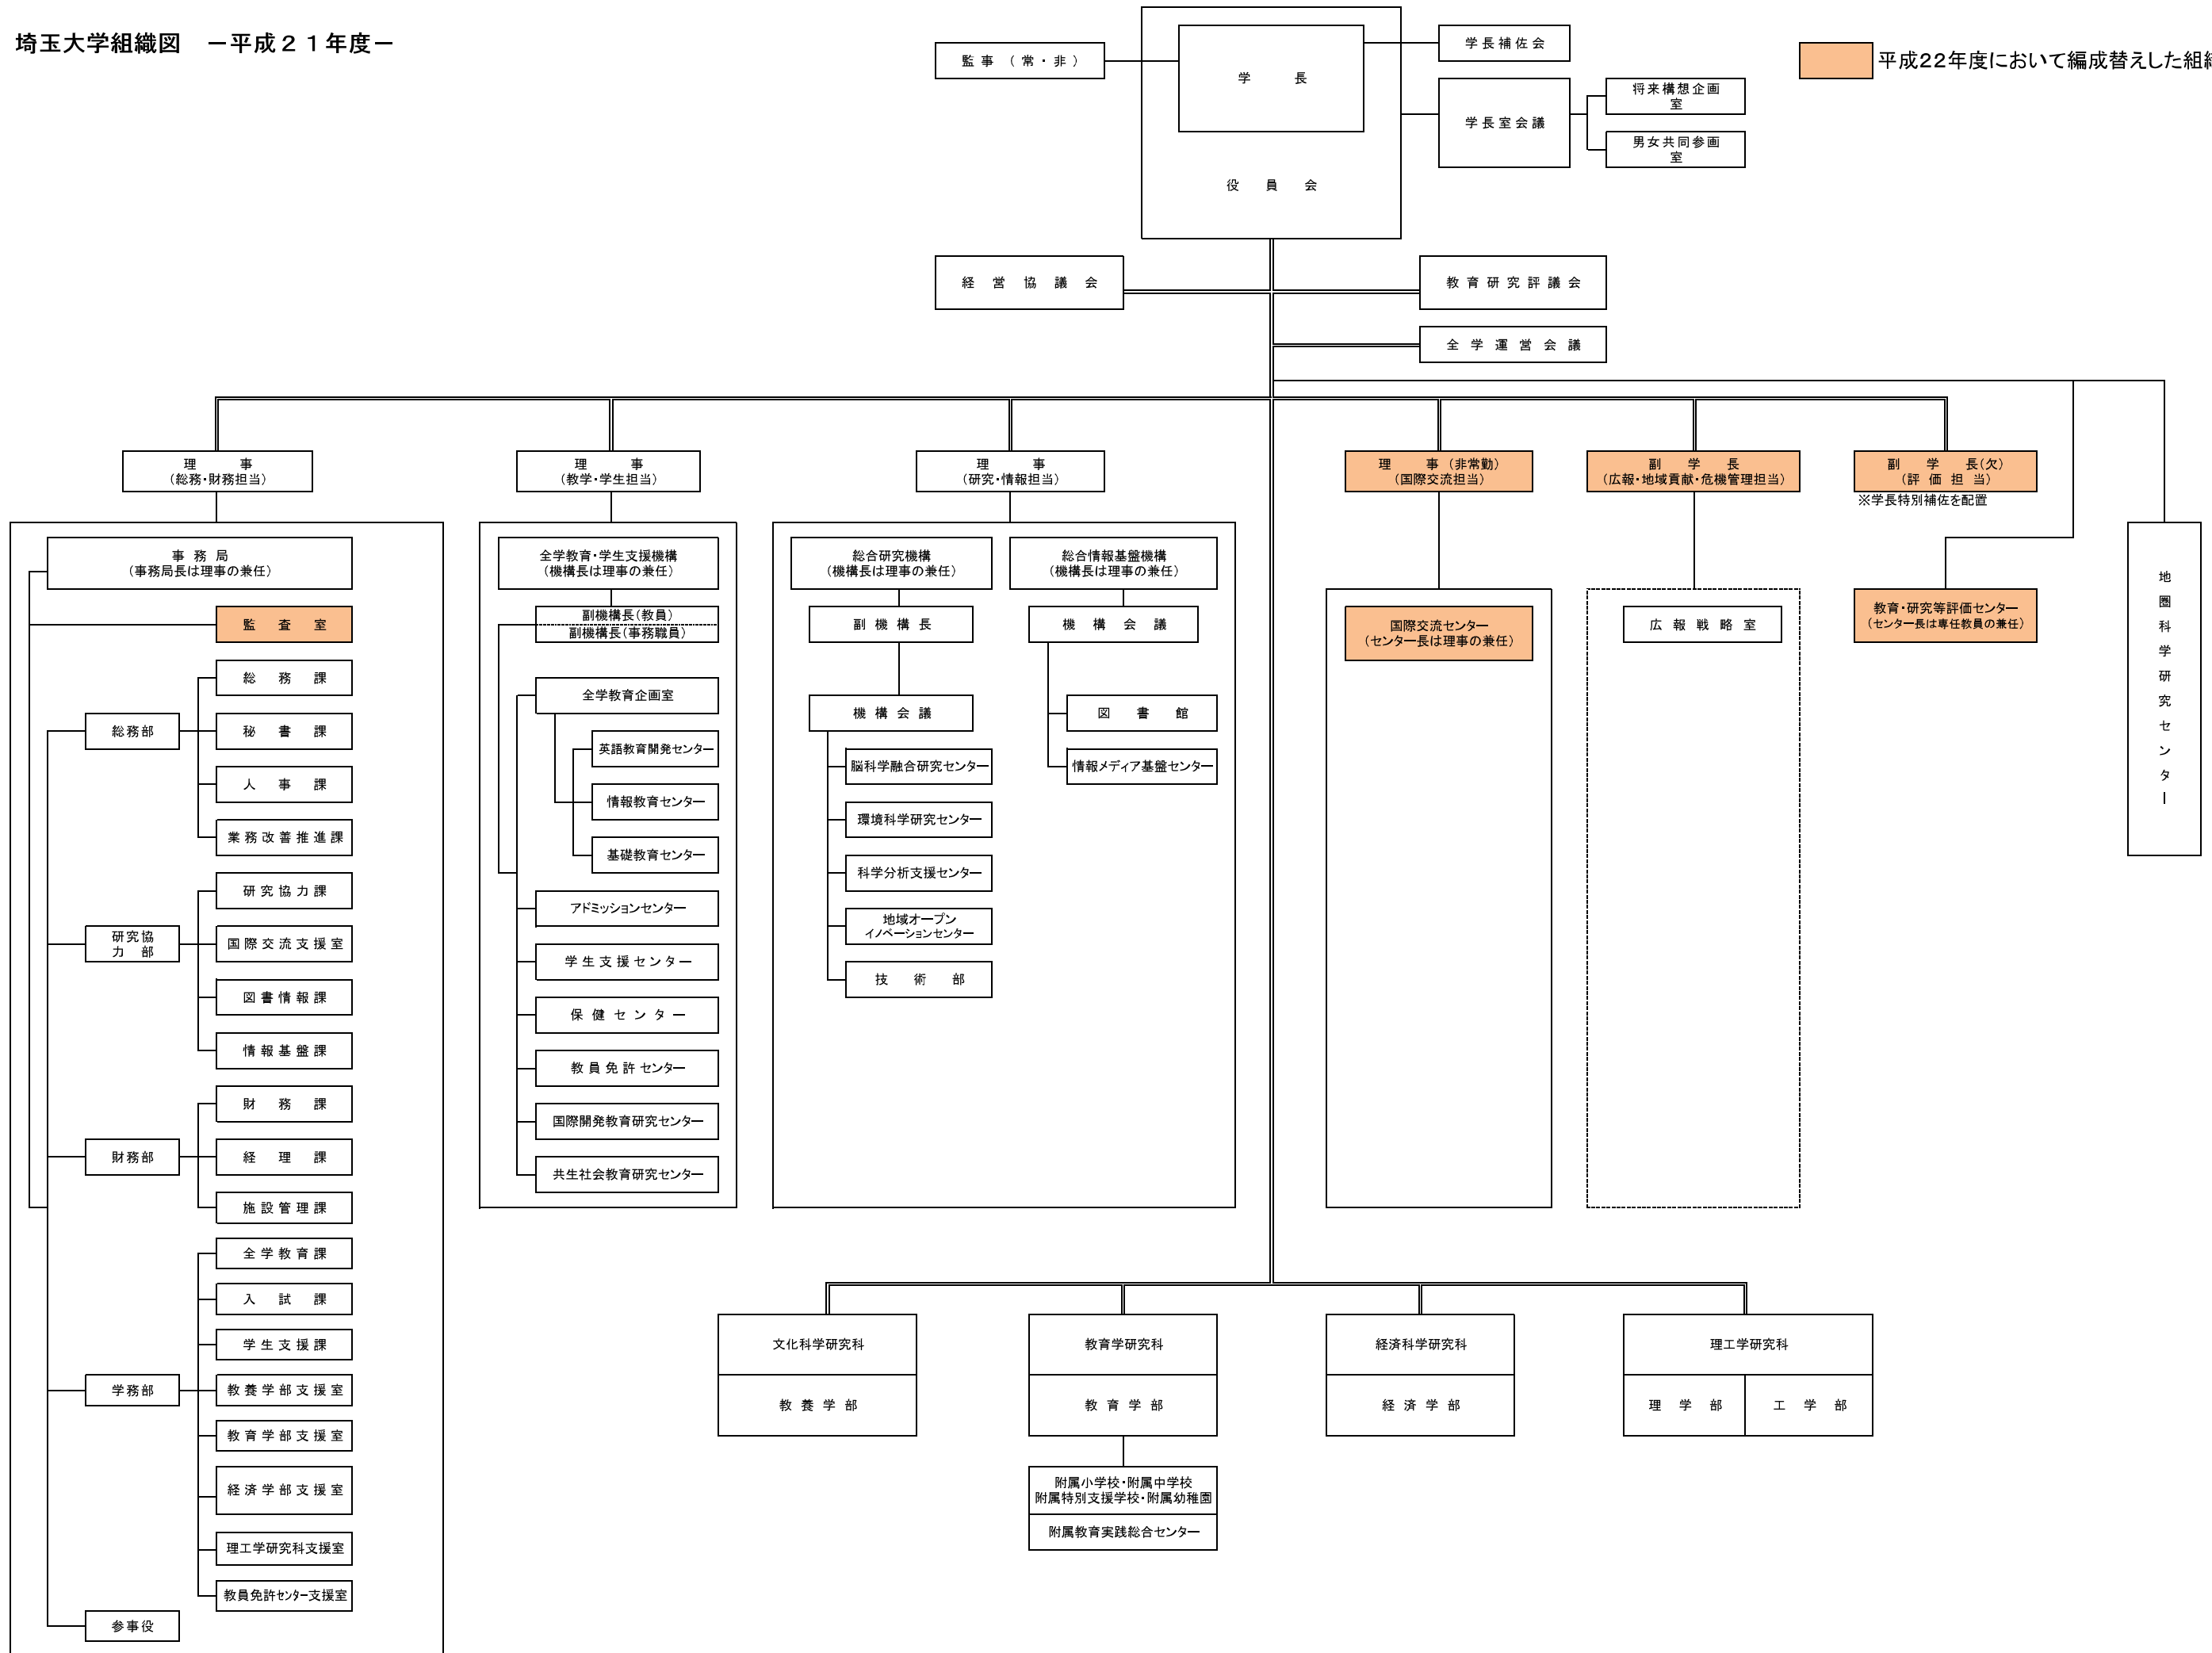 埼玉大学組織図　－平成２１年度－
監事（常・非）
学長
役員会
学長補佐会
学長室会議
将来構想企画
室
男女共同参画
室
平成22年度において編成替えした組
経営協議会
教育研究評議会
全学運営会議
理事
（総務・財務担当）
理事
（教学・学生担当）
理事
（研究・情報担当）
理事（非常勤）
（国際交流担当）
副学長
（広報・地域貢献・危機管理担当）
副学長（欠）
（評価担当）
※学長特別補佐を配置
事務局
（事務局長は理事の兼任）
監査室
総務部
総務課
秘書課
人事課
業務改善推進課
研究協
力部
研究協力課
国際交流支援室
図書情報課
情報基盤課
財務部
財務課
経理課
施設管理課
学務部
全学教育課
入試課
学生支援課
教養学部支援室
教育学部支援室
経済学部支援室
理工学研究科支援室
教員免許センター支援室
参事役
全学教育・学生支援機構
（機構長は理事の兼任）
副機構長（教員）
副機構長（事務職員）
全学教育企画室
英語教育開発センター
情報教育センター
基礎教育センター
アドミッションセンター
学生支援センター
保健センター
教員免許センター
国際開発教育研究センター
共生社会教育研究センター
総合研究機構
（機構長は理事の兼任）
副機構長
機構会議
脳科学融合研究センター
環境科学研究センター
科学分析支援センター
地域オープン
イノベーションセンター
技術部
総合情報基盤機構
（機構長は理事の兼任）
機構会議
図書館
情報メディア基盤センター
国際交流センター
（センター長は理事の兼任）
広報戦略室
教育・研究等評価センター
（センター長は専任教員の兼任）
地圏科学研究センター
文化科学研究科
教養学部
教育学研究科
教育学部
附属小学校・附属中学校
附属特別支援学校・附属幼稚園
附属教育実践総合センター
経済科学研究科
経済学部
理工学研究科
理学部
工学部